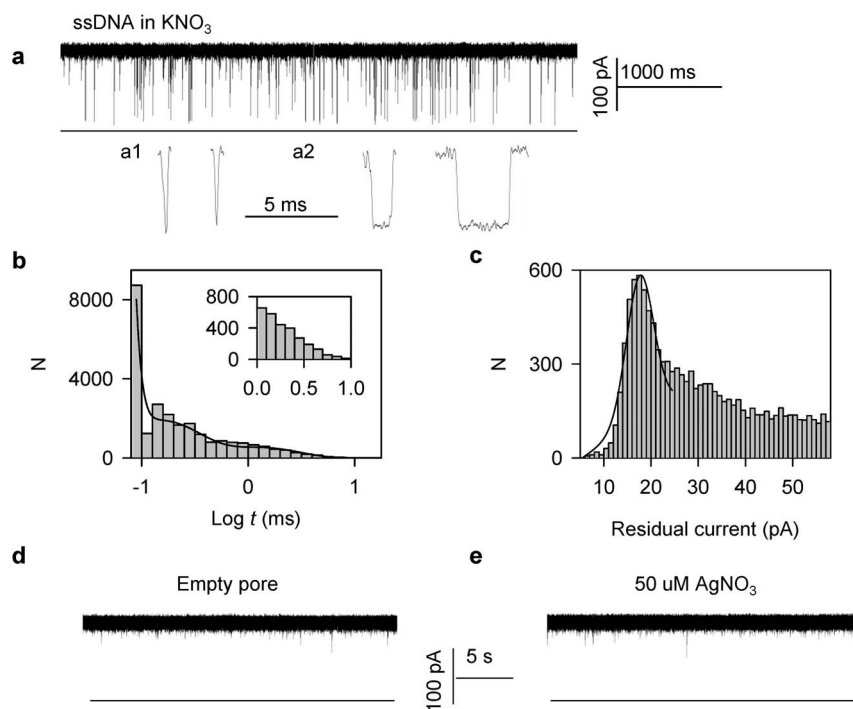 ssDNA in KNO₃
a
100 pA
1000 ms
a1
a2
5 ms
b
c
8000
4000
0
N
800
400
0
0.0 0.5 1.0
-1 0 1
Log t (ms)
600
300
0
N
10 20 30 40 50
Residual current (pA)
d
e
Empty pore
50 uM AgNO₃
100 pA
5 s